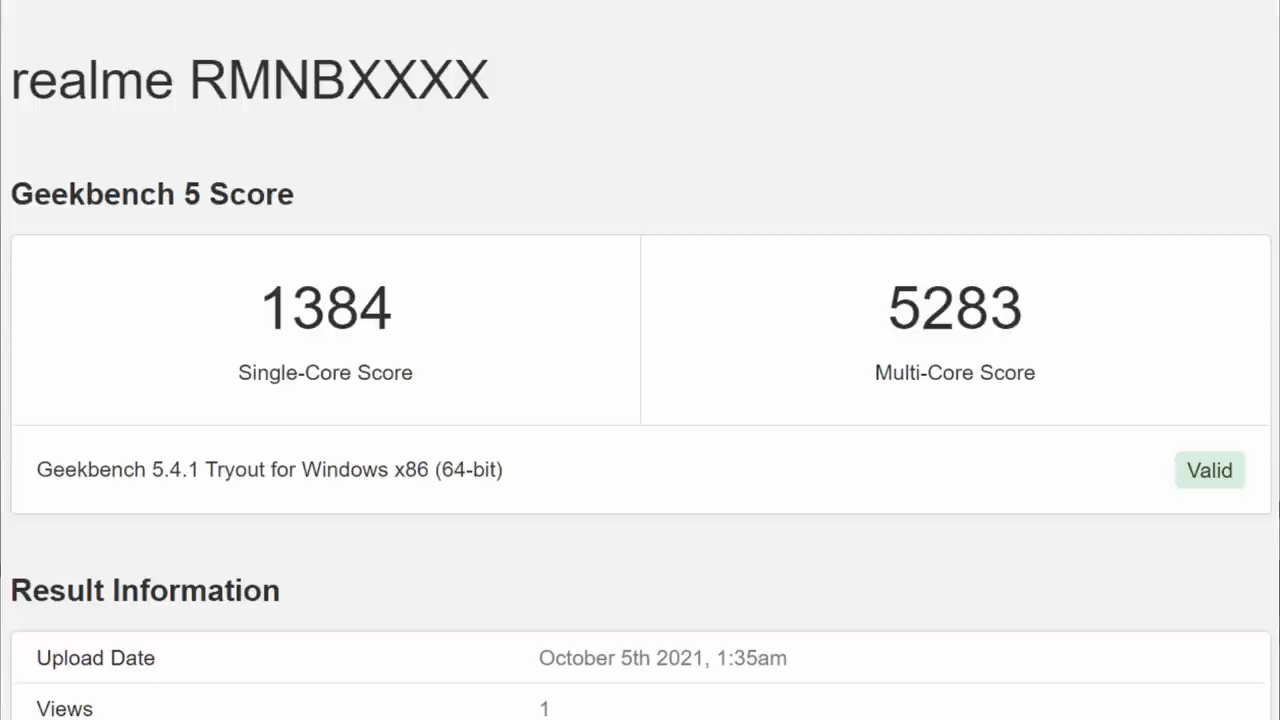 realme RMNBXXXX
Geekbench 5 Score
1384
Single-Core Score
5283
Multi-Core Score
Geekbench 5.4.1 Tryout for Windows x86 (64-bit)
Valid
Result Information
Upload Date
October 5th 2021, 1:35am
Views
1